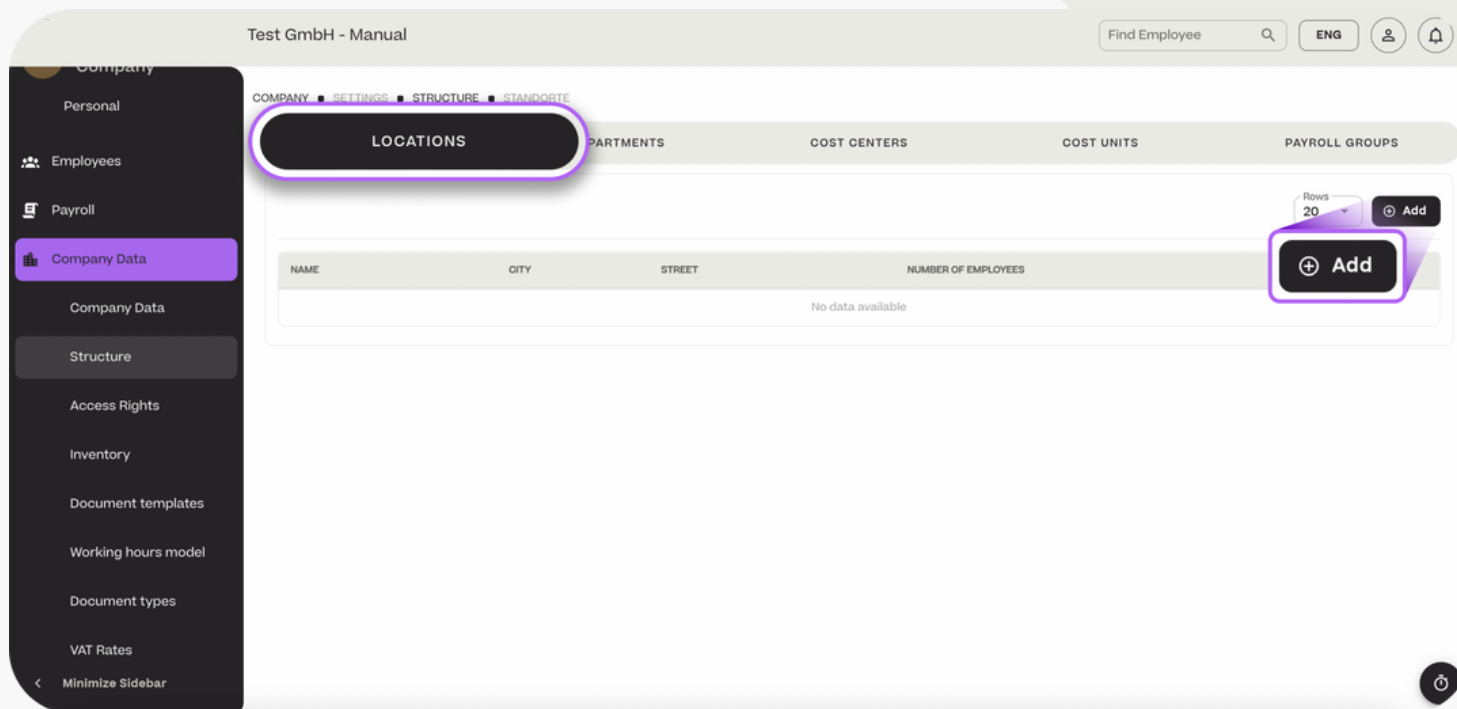 Test GmbH - Manual
Find Employee
ENG
Company
Personal
Employees
Payroll
Company Data
Company Data
Structure
Access Rights
Inventory
Document templates
Working hours model
Document types
VAT Rates
Minimize Sidebar
COMPANY SETTINGS STRUCTURE STANDORTE
LOCATIONS PARTMENTS COST CENTERS COST UNITS PAYROLL GROUPS
Rows
20 Add
Add
NAME CITY STREET NUMBER OF EMPLOYEES
No data available